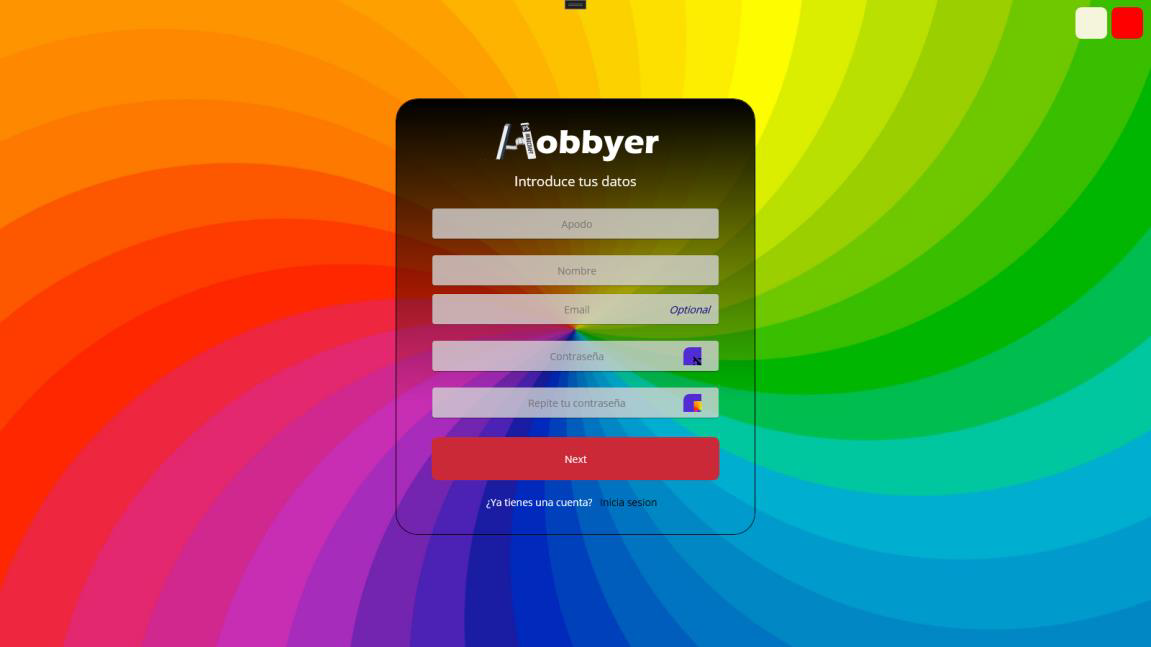 Hobbyer
Introduce tus datos
Apodo
Nombre
Email
Optional
Contraseña
Repite tu contraseña
Next
¿Ya tienes una cuenta? Inicia sesion